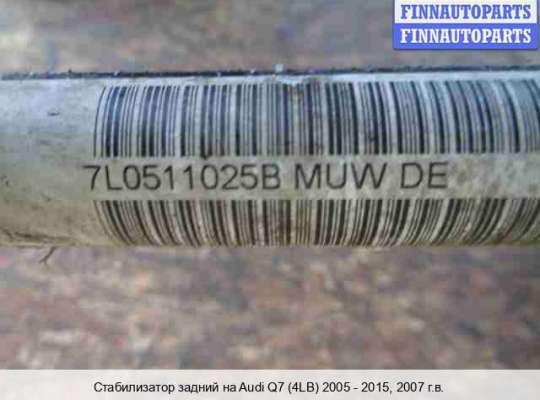 FINNAUTOPARTS
FINNAUTOPARTS
7L0511025B MUW DE
Стабилизатор задний на Audi Q7 (4LB) 2005 - 2015, 2007 г.в.